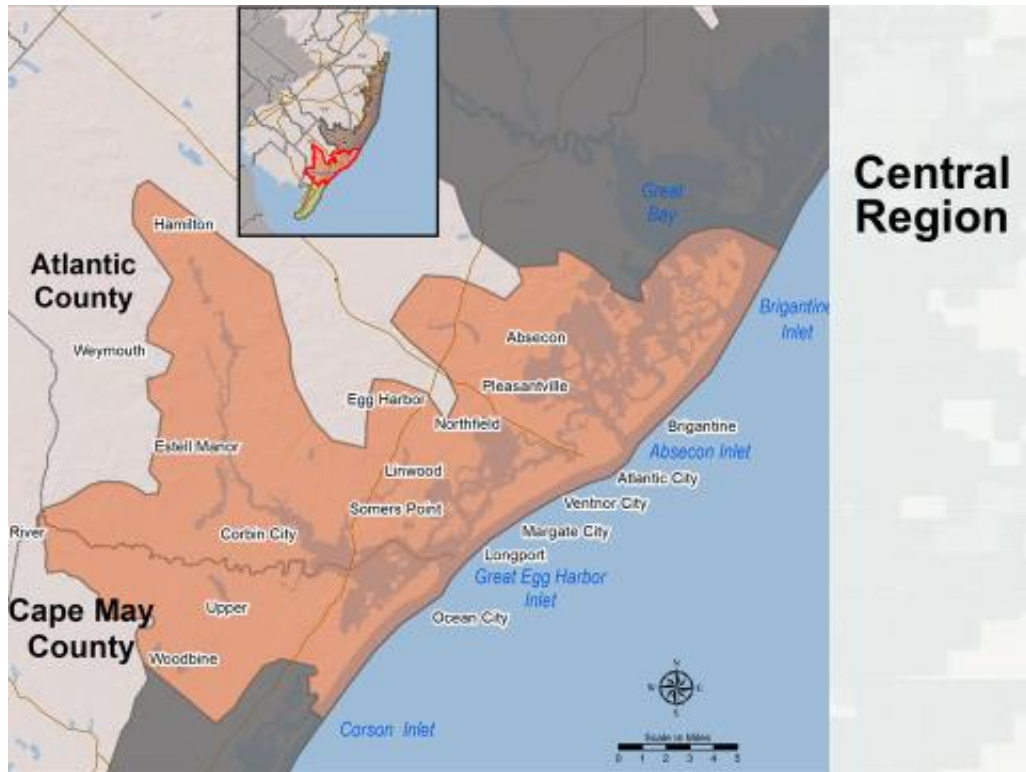 Central
Region
Great
Bay
Hamilton
Atlantic
County
Brigantine
Inlet
Absecon
Weymouth
Pleasantville
Egg Harbor
Northfield
Brigantine
Estell Manor
Absecon Inlet
Linwood
Atlantic City
Ventnor City
Somers Point
River
Corbin City
Margate City
Longport
Great Egg Harbor
Inlet
Cape May
County
Upper
Ocean City
Woodbine
Corson Inlet
N
W E
S
Scale in Miles
0 1 2 3 4 5